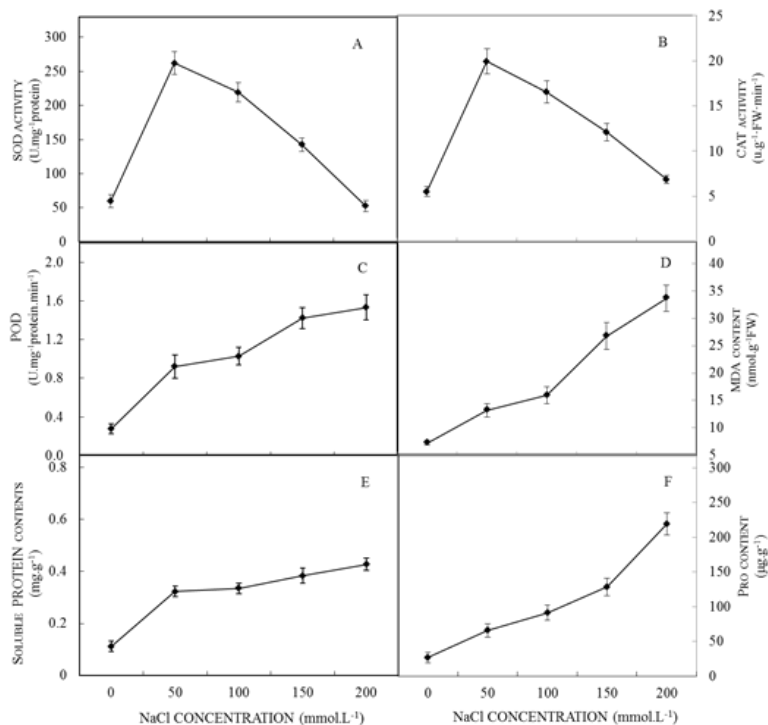 300
250
200
150
100
50
0
SOD ACTIVITY
(U.mg⁻¹protein)
A
B
25
20
15
10
5
0
CAT ACTIVITY
(u.g⁻¹·FW·min⁻¹)
2.0
1.6
1.2
0.8
0.4
0.0
POD
(U.mg⁻¹protein.min⁻¹)
C
D
40
35
30
25
20
15
10
5
MDA CONTENT
(nmol.g⁻¹FW)
0.8
0.6
0.4
0.2
0
SOLUBLE PROTEIN CONTENTS
(mg.g⁻¹)
E
F
300
250
200
150
100
50
0
PRO CONTENT
(µg.g⁻¹)
0 50 100 150 200
0 50 100 150 200
NaCl CONCENTRATION (mmol.L⁻¹)
NaCl CONCENTRATION (mmol.L⁻¹)